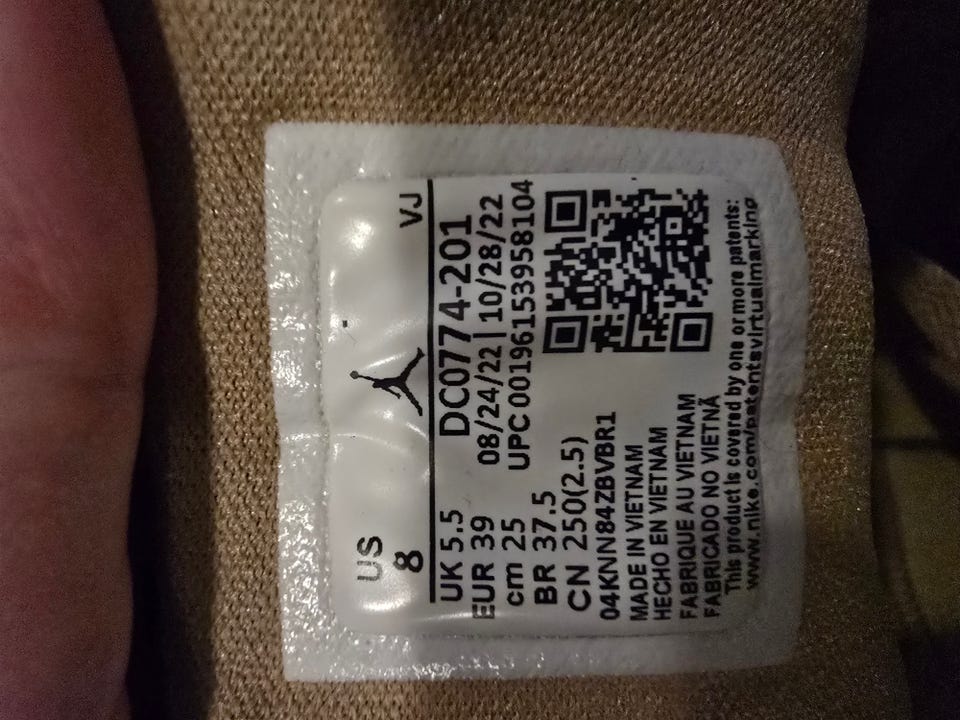 US
8
VJ
UK 5.5
EUR 39
cm 25
BR 37.5
CN 250(2.5)
DC0774-201
08/24/22 | 10/28/22
UPC 00196153958104
04KNN84ZBVBR1
MADE IN VIETNAM
HECHO EN VIETNAM
FABRIQUE AU VIETNAM
FABRICADO NO VIETNÃ
This product is covered by one or more patents:
www.nike.com/patentsvirtualmarking